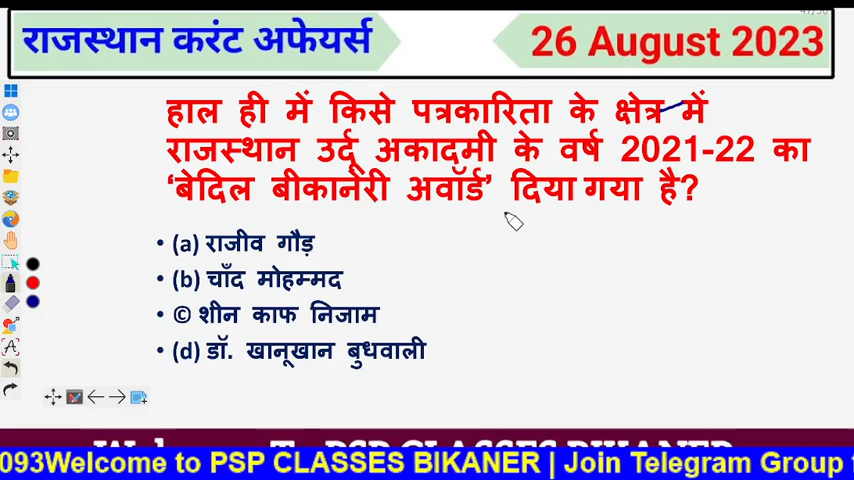 राजस्थान करंट अफेयर्स
26 August 2023
हाल ही में किसे पत्रकारिता के क्षेत्र में
राजस्थान उर्दू अकादमी के वर्ष 2021-22 का
‘बेदिल बीकानेरी अवॉर्ड’ दिया गया है?
• (a) राजीव गौड़
• (b) चाँद मोहम्मद
• © शीन काफ निजाम
• (d) डॉ. खानूखान बुधवाली
093Welcome to PSP CLASSES BIKANER | Join Telegram Group